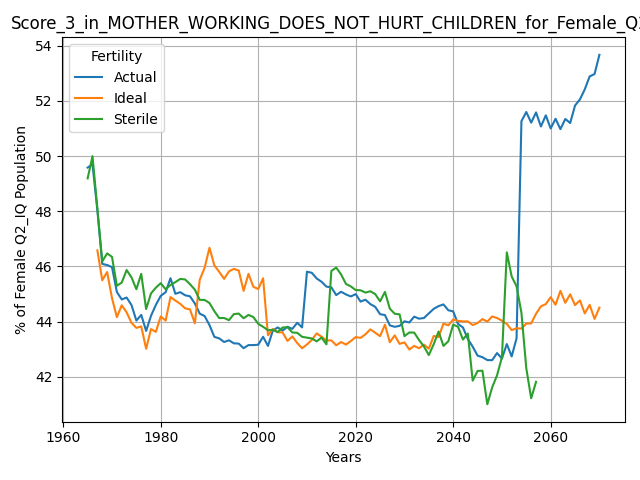 Score_3_in_MOTHER_WORKING_DOES_NOT_HURT_CHILDREN_for_Female_Q
Fertility
Actual
Ideal
Sterile
% of Female Q2_IQ Population
54
52
50
48
46
44
42
1960
1980
2000
2020
2040
2060
Years